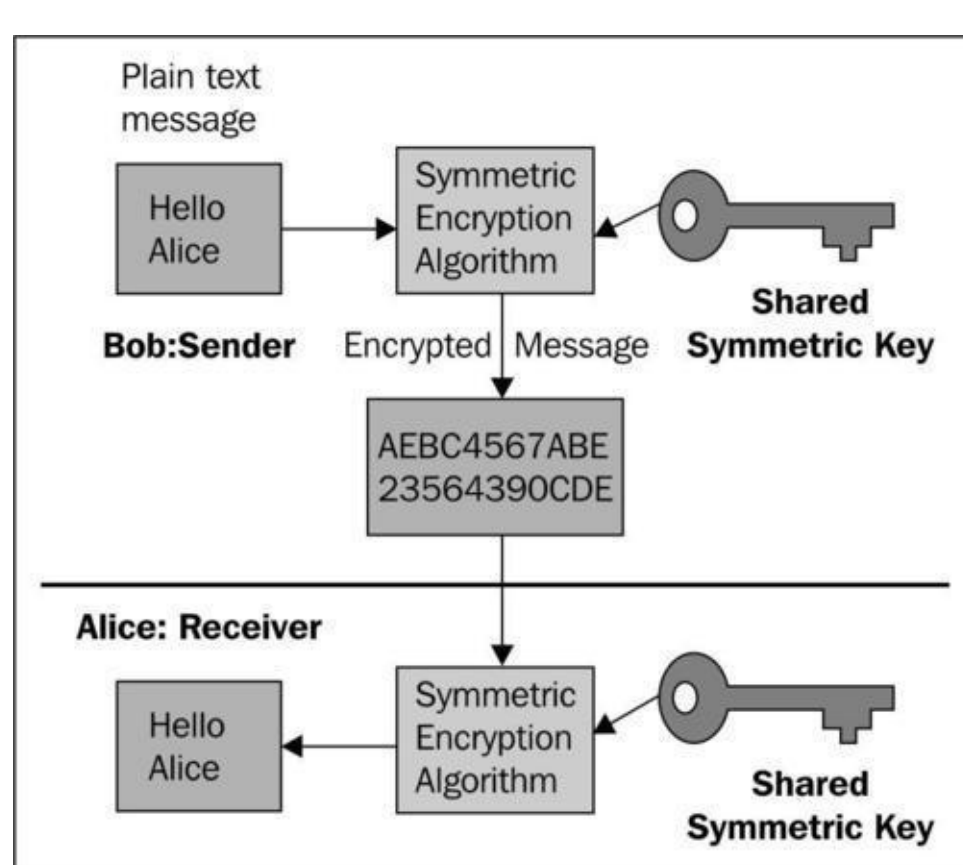 Plain text
message
Hello
Alice
Symmetric
Encryption
Algorithm
Shared
Symmetric Key
Bob:Sender
Encrypted Message
AEBC4567ABE
23564390CDE
Alice: Receiver
Hello
Alice
Symmetric
Encryption
Algorithm
Shared
Symmetric Key